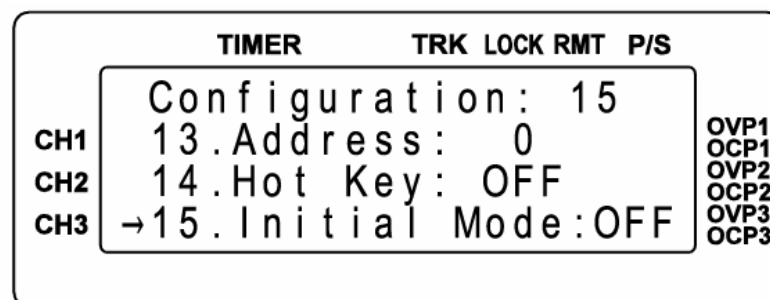 TIMER TRK LOCK RMT P/S
Configuration: 15
CH1 13.Address: 0 OVP1 OCP1
CH2 14.Hot Key: OFF OVP2 OCP2
CH3 →15.Initial Mode:OFF OVP3 OCP3